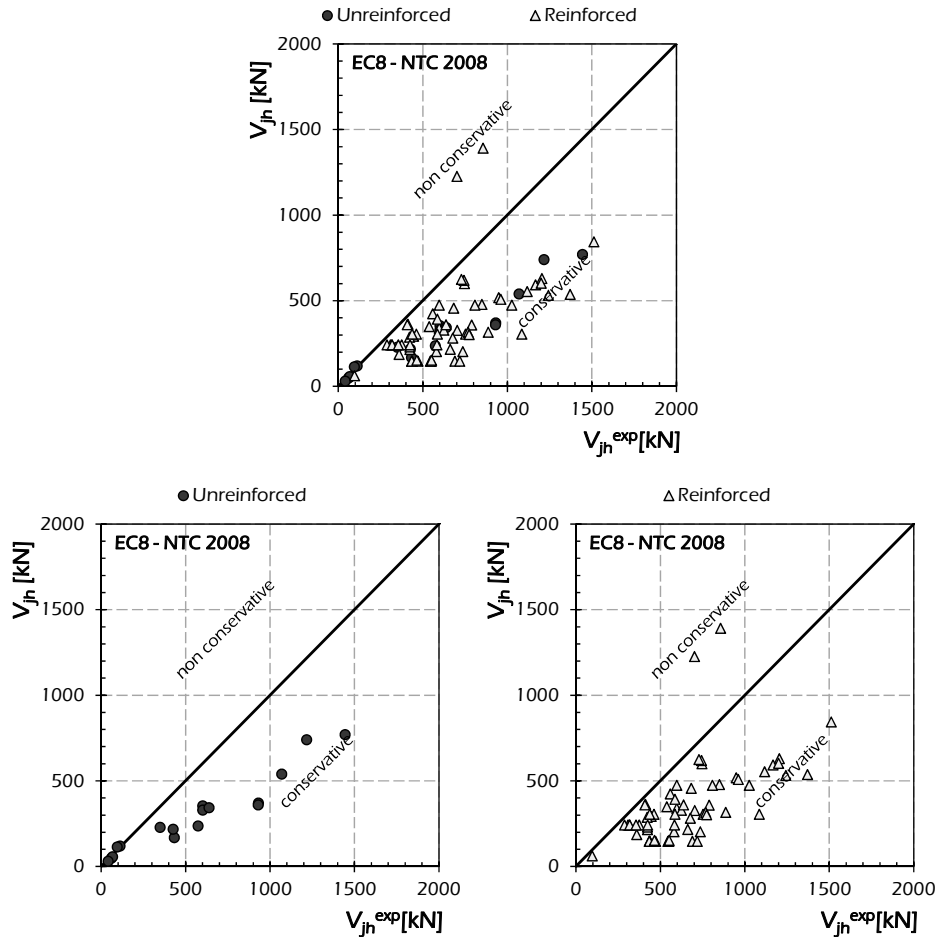 ● Unreinforced △ Reinforced
2000
EC8 - NTC 2008
V_jh [kN]
non conservative
1500
1000
conservative
500
0
0 500 1000 1500 2000
V_jh^exp[kN]
● Unreinforced
2000
EC8 - NTC 2008
V_jh [kN]
non conservative
1500
1000
conservative
500
0
0 500 1000 1500 2000
V_jh^exp[kN]
△ Reinforced
2000
EC8 - NTC 2008
V_jh [kN]
non conservative
1500
1000
conservative
500
0
0 500 1000 1500 2000
V_jh^exp[kN]